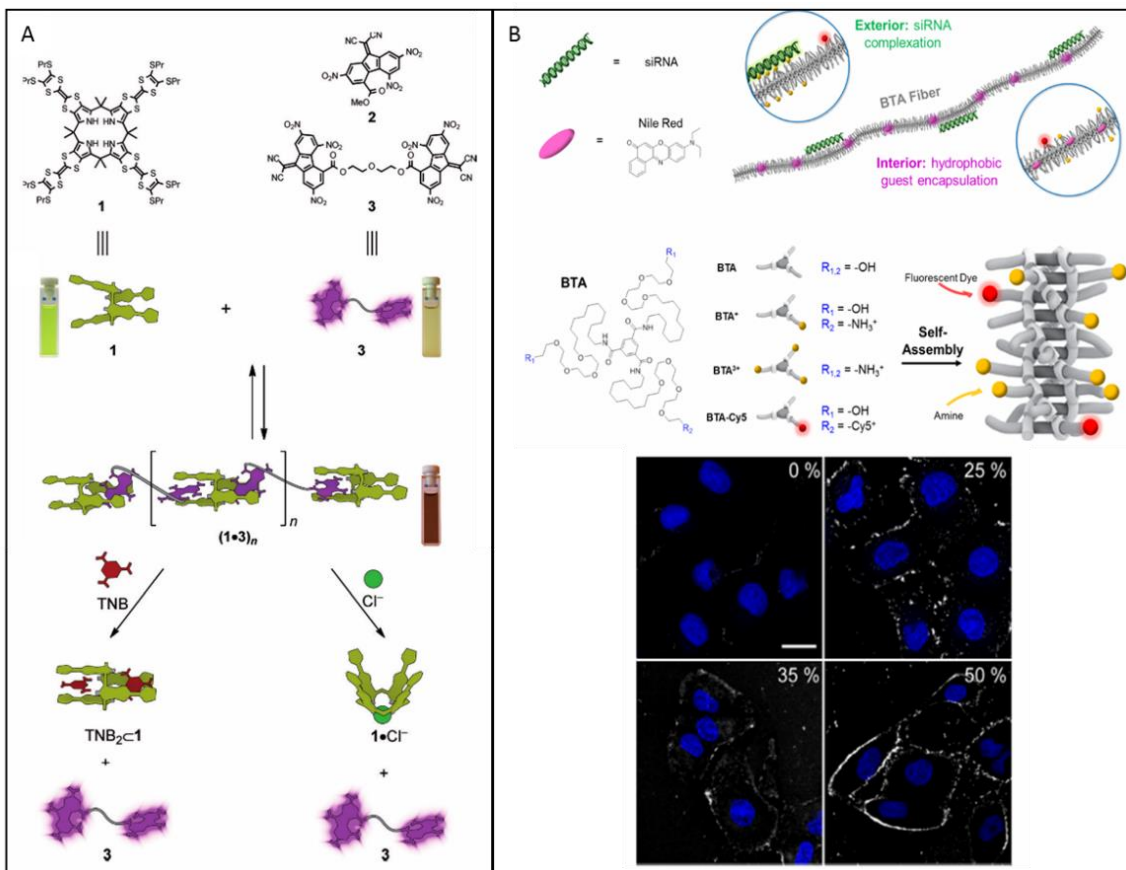 A
PrS
SPr
PrS
SPr
S
S
S
S
NH
HN
NH
HN
S
S
S
S
PrS
SPr
PrS
SPr
1
NC
CN
NO₂
O₂N
NO₂
O
MeO
2
NO₂
O₂N
NC
CN
O
O
O
O
O
NC
CN
NO₂
NO₂
3
1
+
3
n
(1•3)ₙ
TNB
Cl⁻
TNB₂⊂1
1•Cl⁻
+
+
3
3
B
= siRNA
= Nile Red
Exterior: siRNA
complexation
BTA Fiber
Interior: hydrophobic
guest encapsulation
BTA
R₁
R₁
R₂
BTA R₁,₂ = -OH
BTA⁺ R₁ = -OH
R₂ = -NH₃⁺
BTA³⁺ R₁,₂ = -NH₃⁺
BTA-Cy5 R₁ = -OH
R₂ = -Cy5⁺
Fluorescent Dye
Self-
Assembly
Amine
0 %
25 %
35 %
50 %